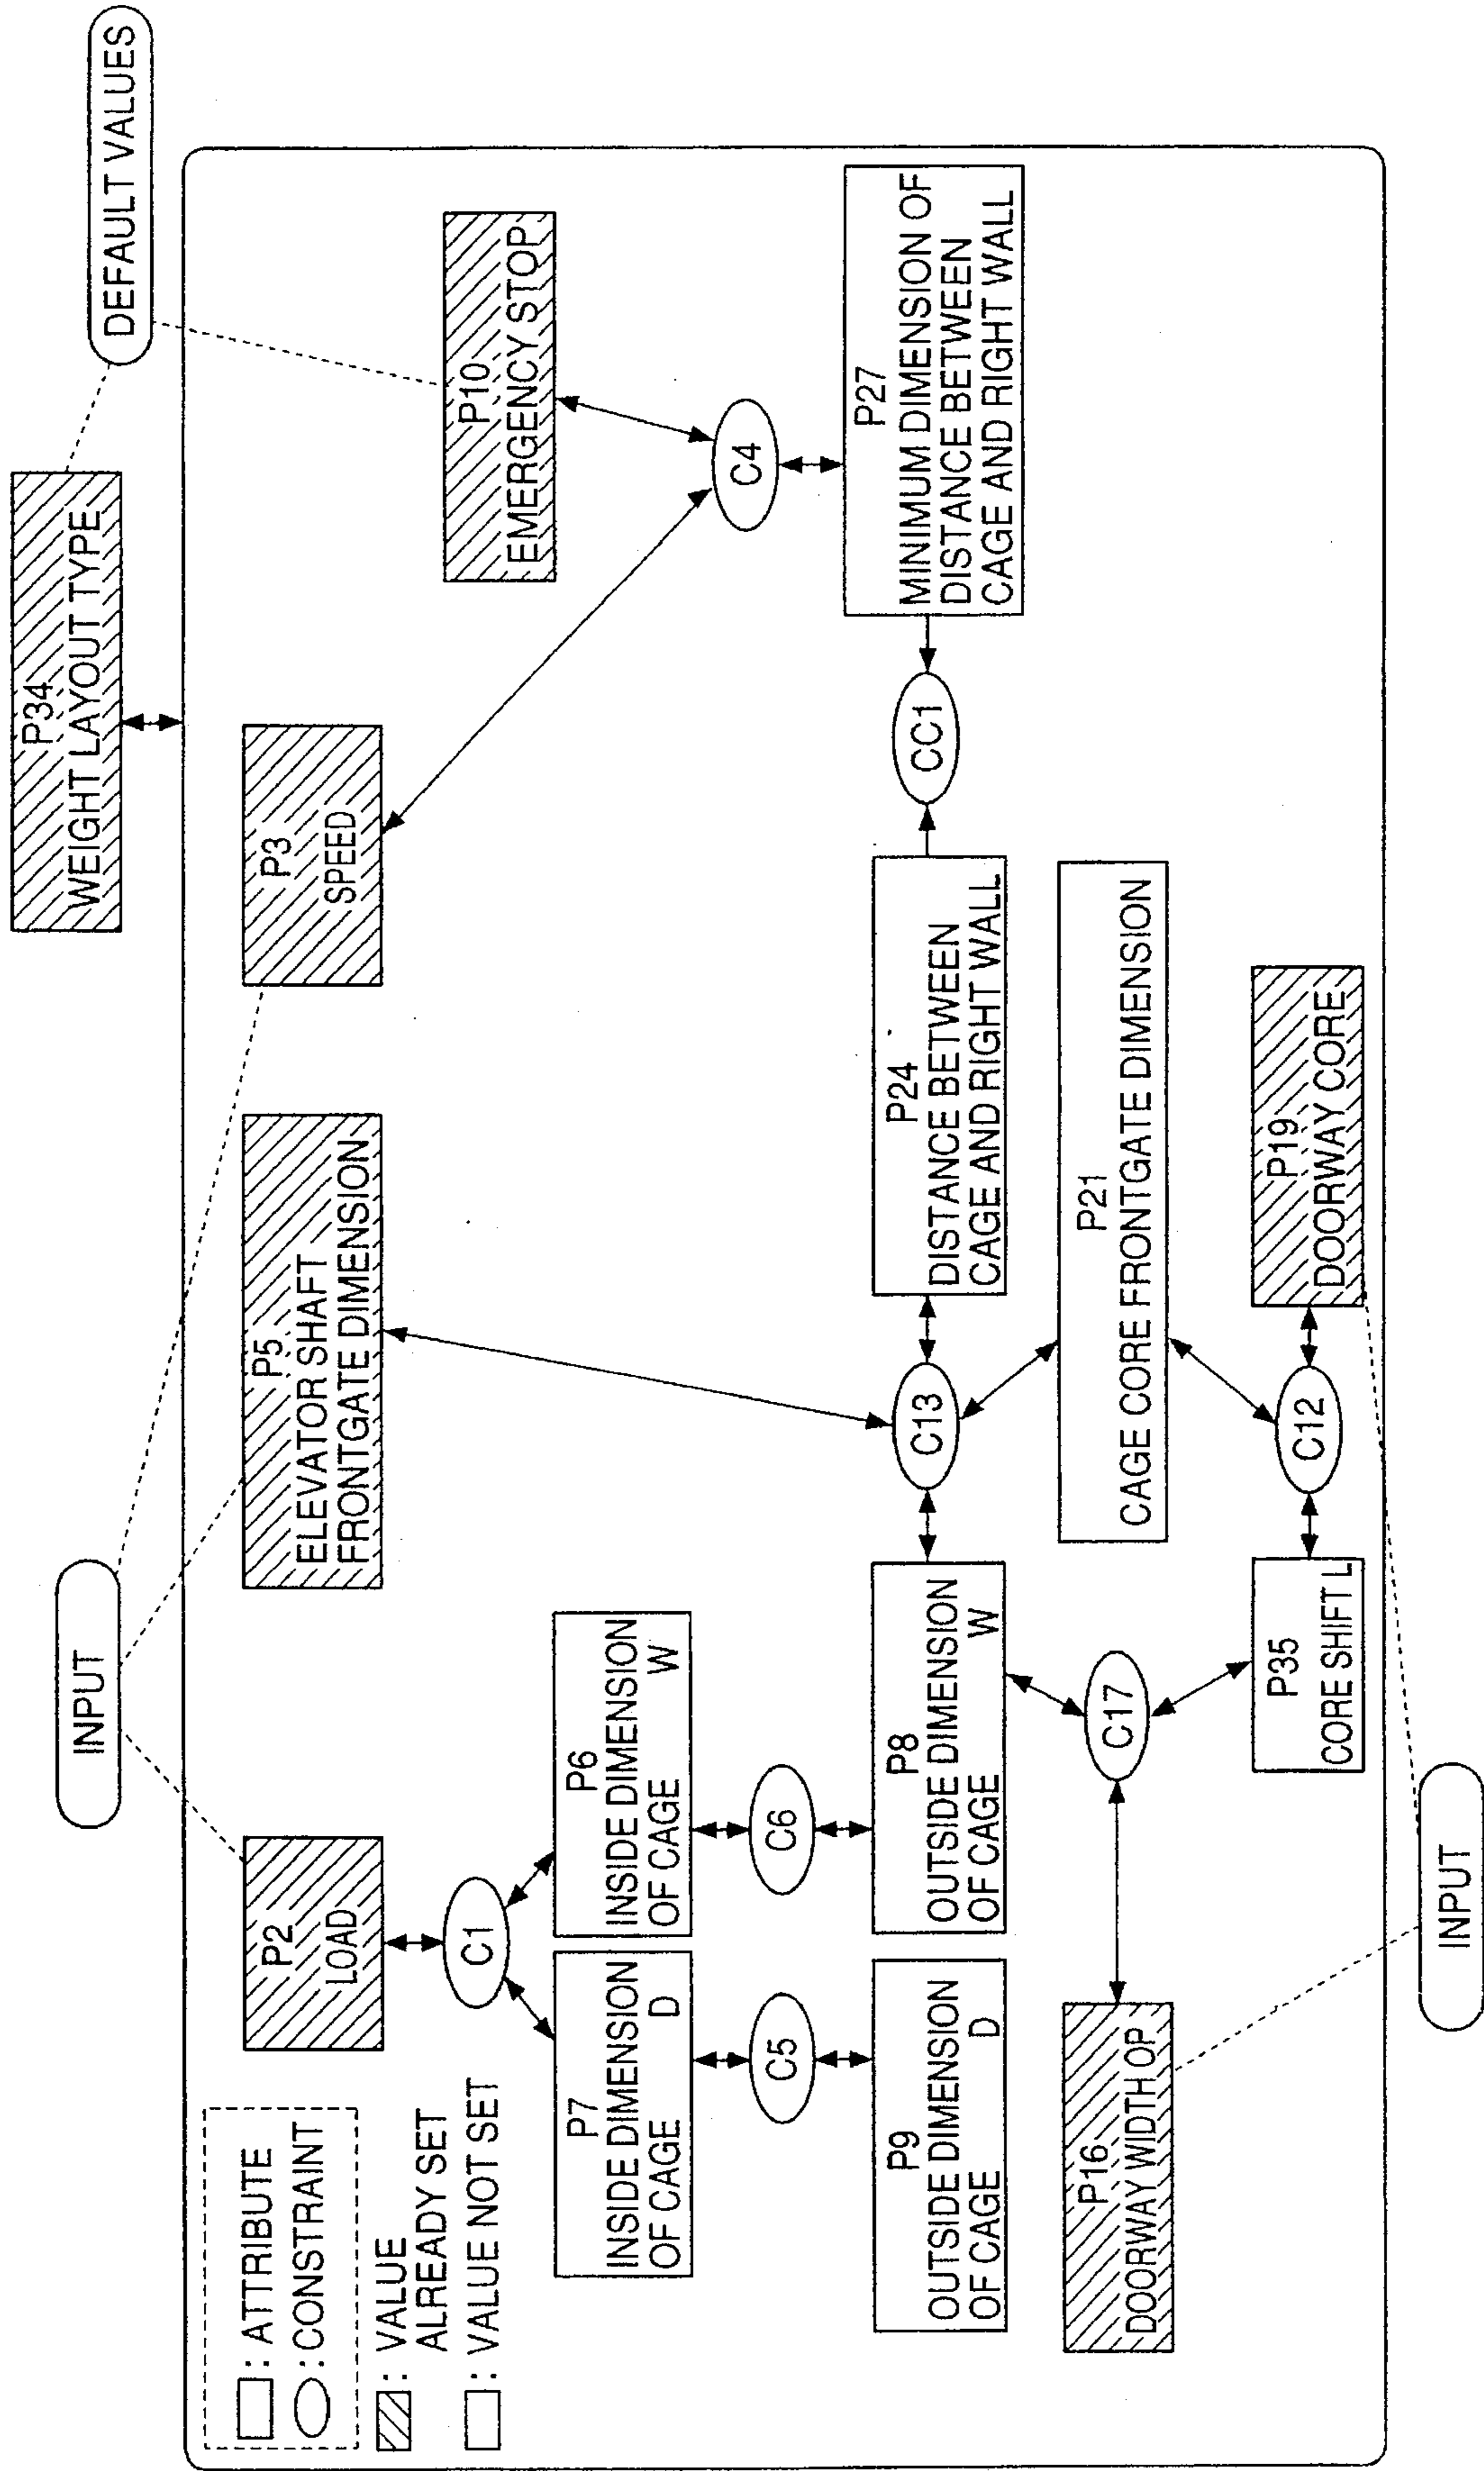 INPUT
DEFAULT VALUES
P34
WEIGHT LAYOUT TYPE
: ATTRIBUTE
: CONSTRAINT
: VALUE
ALREADY SET
: VALUE NOT SET
P2
LOAD
P5
ELEVATOR SHAFT
FRONTGATE DIMENSION
P3
SPEED
P10
EMERGENCY STOP
C1
P7
INSIDE DIMENSION
OF CAGE D
P6
INSIDE DIMENSION
OF CAGE W
C4
C5
C6
P9
OUTSIDE DIMENSION
OF CAGE D
P8
OUTSIDE DIMENSION
OF CAGE W
C13
P24
DISTANCE BETWEEN
CAGE AND RIGHT WALL
CC1
P27
MINIMUM DIMENSION OF
DISTANCE BETWEEN
CAGE AND RIGHT WALL
P16
DOORWAY WIDTH OP
C17
P21
CAGE CORE FRONTGATE DIMENSION
P35
CORE SHIFT L
C12
P19
DOORWAY CORE
INPUT